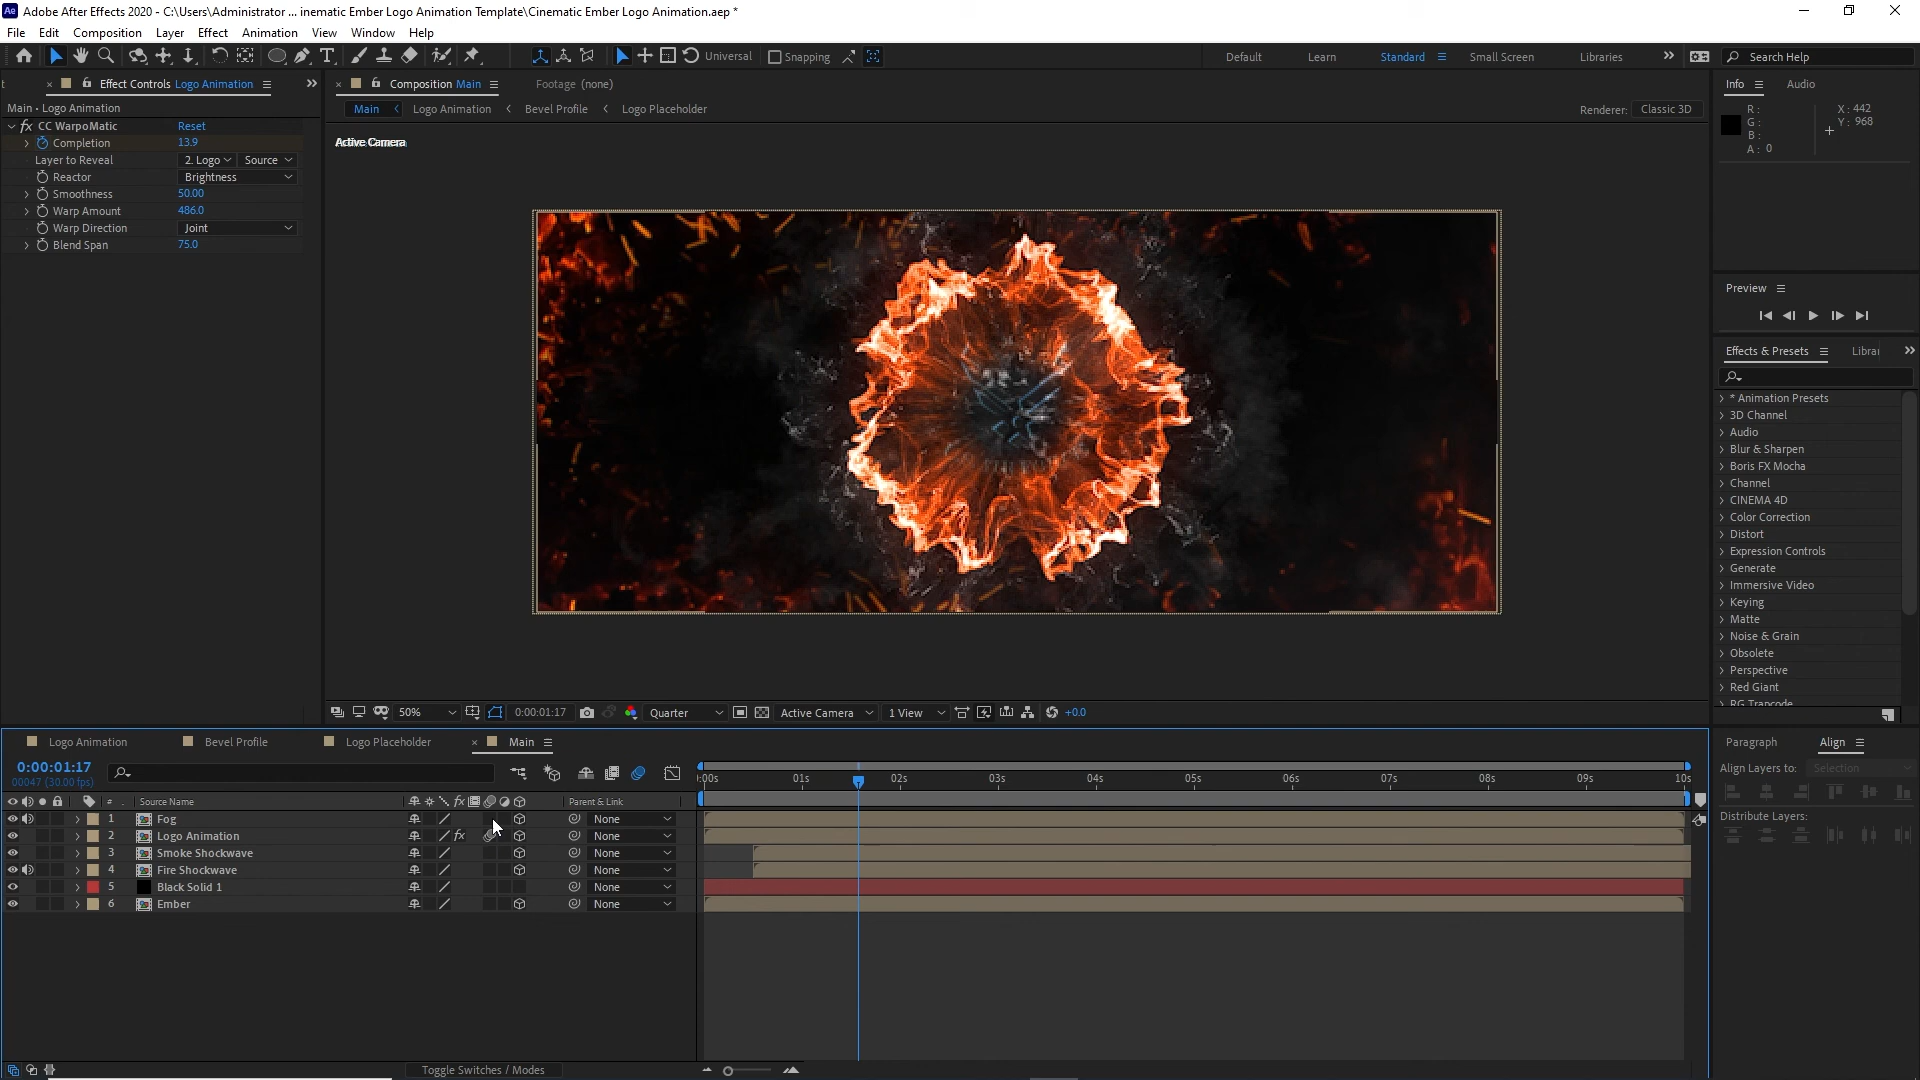 Adobe After Effects 2020 - C:\Users\Administrator ... inematic Ember Logo Animation Template\Cinematic Ember Logo Animation.aep *
File Edit Composition Layer Effect Animation View Window Help
Universal Snapping Default Learn Standard Small Screen Libraries Search Help
Effect Controls Logo Animation
Composition Main
Footage (none)
Info Audio
Main • Logo Animation
Main Logo Animation Bevel Profile Logo Placeholder
Renderer: Classic 3D
R:
G:
B:
A: 0
X: 442
Y: 968
fx CC WarpoMatic Reset
Completion 13.9
Layer to Reveal 2. Logo Source
Reactor Brightness
Smoothness 50.00
Warp Amount 486.0
Warp Direction Joint
Blend Span 75.0
Active Camera
Preview
Effects & Presets Librar
* Animation Presets
3D Channel
Audio
Blur & Sharpen
Boris FX Mocha
Channel
CINEMA 4D
Color Correction
Distort
Expression Controls
Generate
Immersive Video
Keying
Matte
Noise & Grain
Obsolete
Perspective
Red Giant
RG Trapcode
50% 0:00:01:17 Quarter Active Camera 1 View +0.0
Logo Animation Bevel Profile Logo Placeholder Main
Paragraph Align
0:00:01:17
00047 (30.00 fps)
Align Layers to: Selection
Distribute Layers:
:00s 01s 02s 03s 04s 05s 06s 07s 08s 09s 10s
# Source Name fx Parent & Link
1 Fog None
2 Logo Animation fx None
3 Smoke Shockwave None
4 Fire Shockwave None
5 Black Solid 1 None
6 Ember None
Toggle Switches / Modes